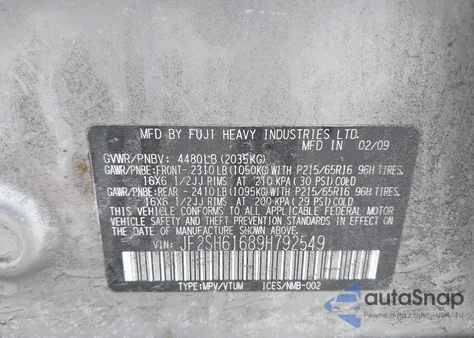 MFD BY FUJI HEAVY INDUSTRIES LTD.
MFD IN 02/09
GVWR/PNBV: 4480LB (2035KG)
GAWR/PNBE:FRONT-2310LB (1050KG) WITH P215/65R16 96H TIRES.
16X6 1/2JJ RIMS/ AT 210 KPA (30 PSI) COLD
GAWR/PNBE:REAR -2410LB (1095KG) WITH P215/65R16 96H TIRES.
16X6 1/2JJ RIMS/ AT 200 KPA (29 PSI) COLD
THIS VEHICLE CONFORMS TO ALL APPLICABLE FEDERAL MOTOR
VEHICLE SAFETY AND THEFT PREVENTION STANDARDS IN EFFECT
ON THE DATE OF MANUFACTURE SHOWN ABOVE.
VIN: JF2SH61689H792549
TYPE:MPV/VTUM ICES/NMB-002
autoSnap
Pewne auto z USA i EU